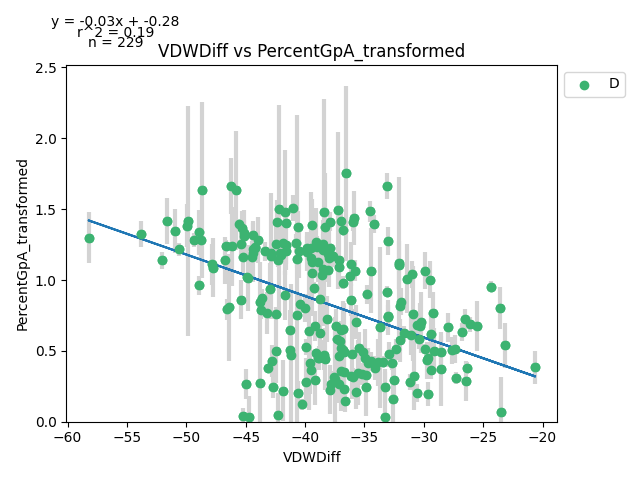 y = -0.03x + -0.28
r^2 = 0.19
n = 229
VDWDiff vs PercentGpA_transformed
D
PercentGpA_transformed
2.5
2.0
1.5
1.0
0.5
0.0
−60 −55 −50 −45 −40 −35 −30 −25 −20
VDWDiff